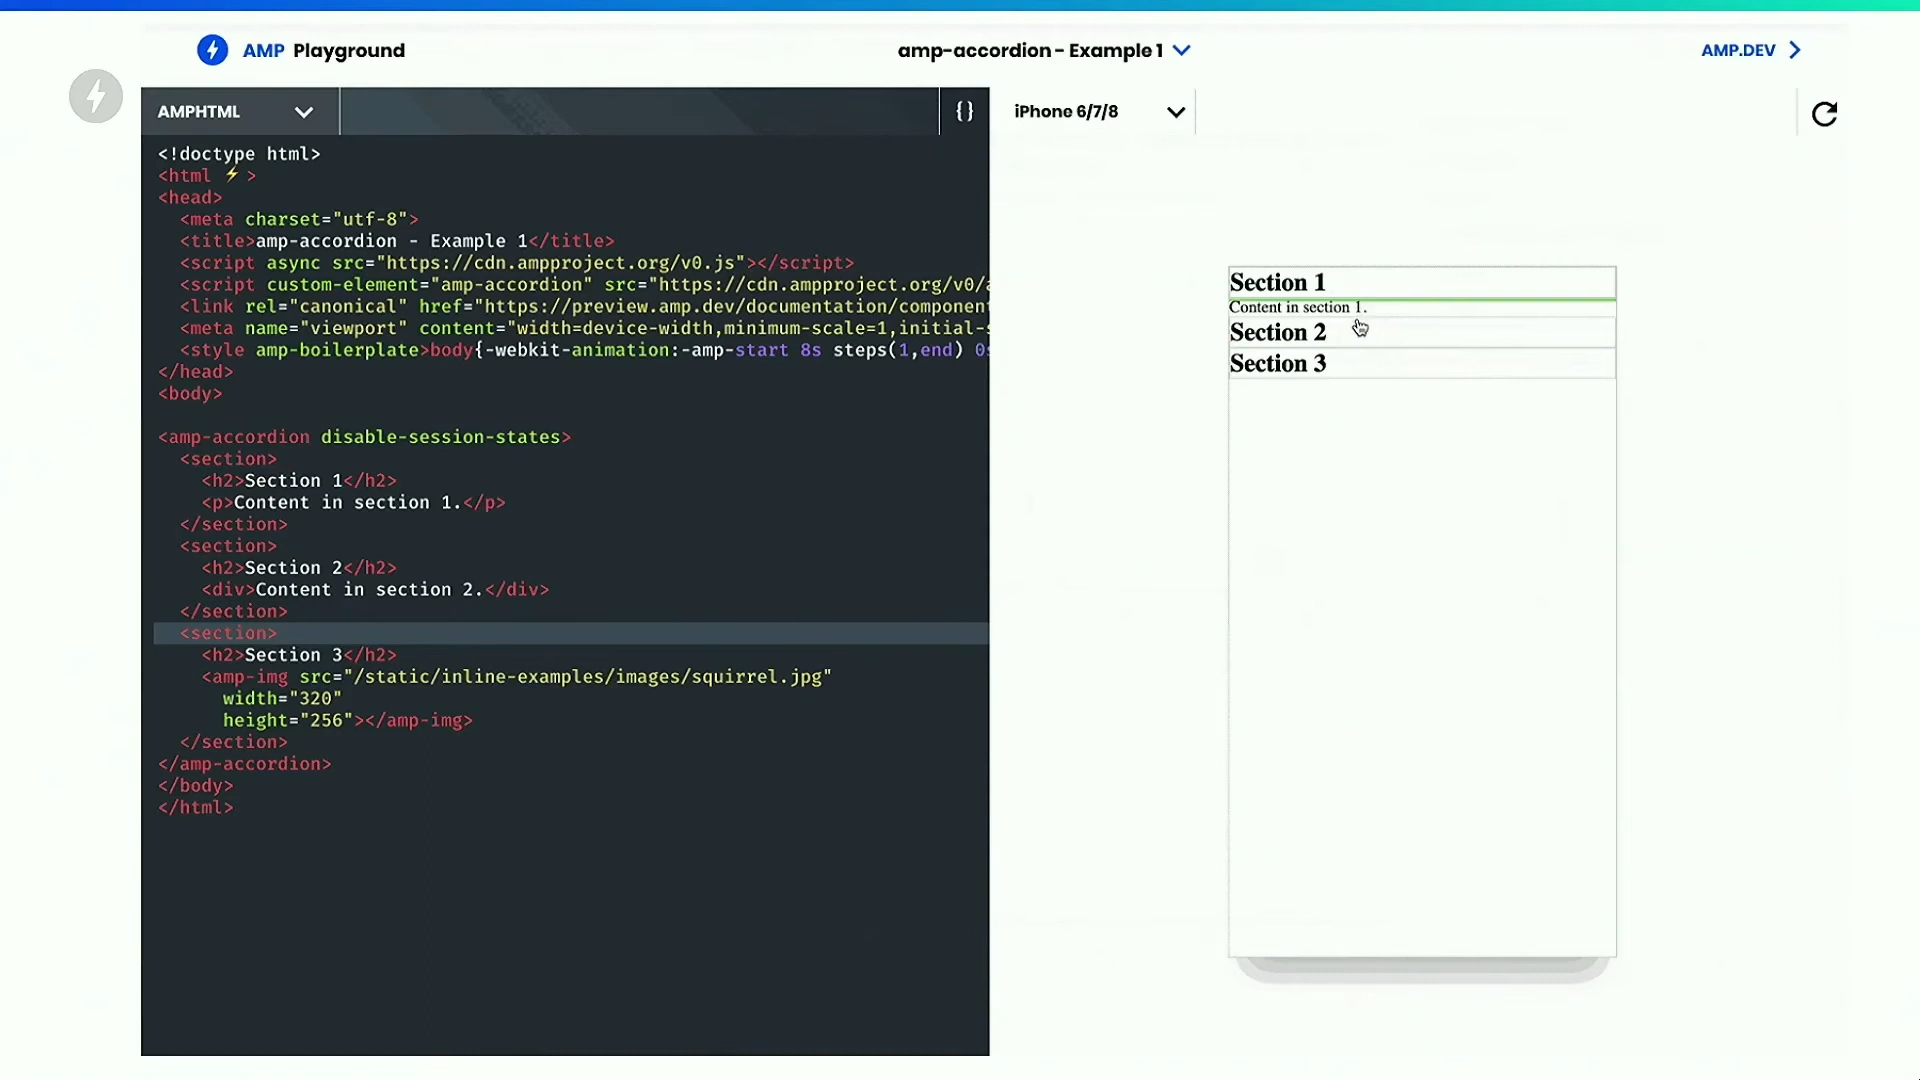 AMP Playground
amp-accordion - Example 1
AMP.DEV
AMPHTML
{}
iPhone 6/7/8
<!doctype html>
<html ⚡>
<head>
<meta charset="utf-8">
<title>amp-accordion - Example 1</title>
<script async src="https://cdn.ampproject.org/v0.js"></script>
<script custom-element="amp-accordion" src="https://cdn.ampproject.org/v0/
<link rel="canonical" href="https://preview.amp.dev/documentation/component
<meta name="viewport" content="width=device-width,minimum-scale=1,initial-
<style amp-boilerplate>body{-webkit-animation:-amp-start 8s steps(1,end) 0
</head>
<body>
<amp-accordion disable-session-states>
<section>
<h2>Section 1</h2>
<p>Content in section 1.</p>
</section>
<section>
<h2>Section 2</h2>
<div>Content in section 2.</div>
</section>
<section>
<h2>Section 3</h2>
<amp-img src="/static/inline-examples/images/squirrel.jpg"
width="320"
height="256"></amp-img>
</section>
</amp-accordion>
</body>
</html>
Section 1
Content in section 1.
Section 2
Section 3